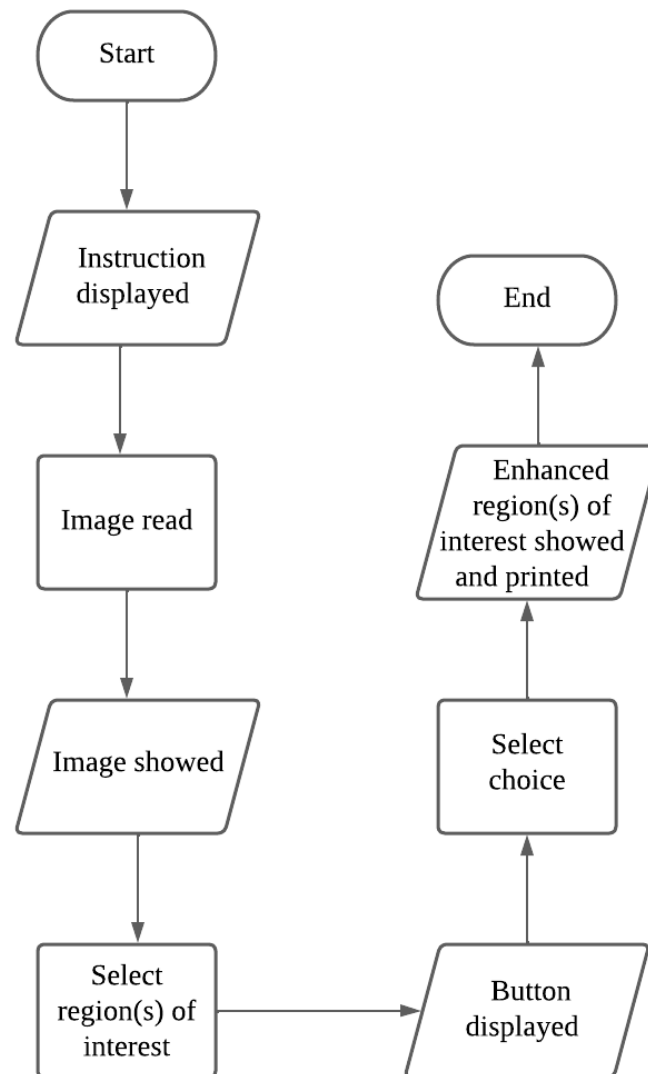 Start
Instruction
displayed
Image read
Image showed
Select
region(s) of
interest
Button
displayed
Select
choice
Enhanced
region(s) of
interest showed
and printed
End